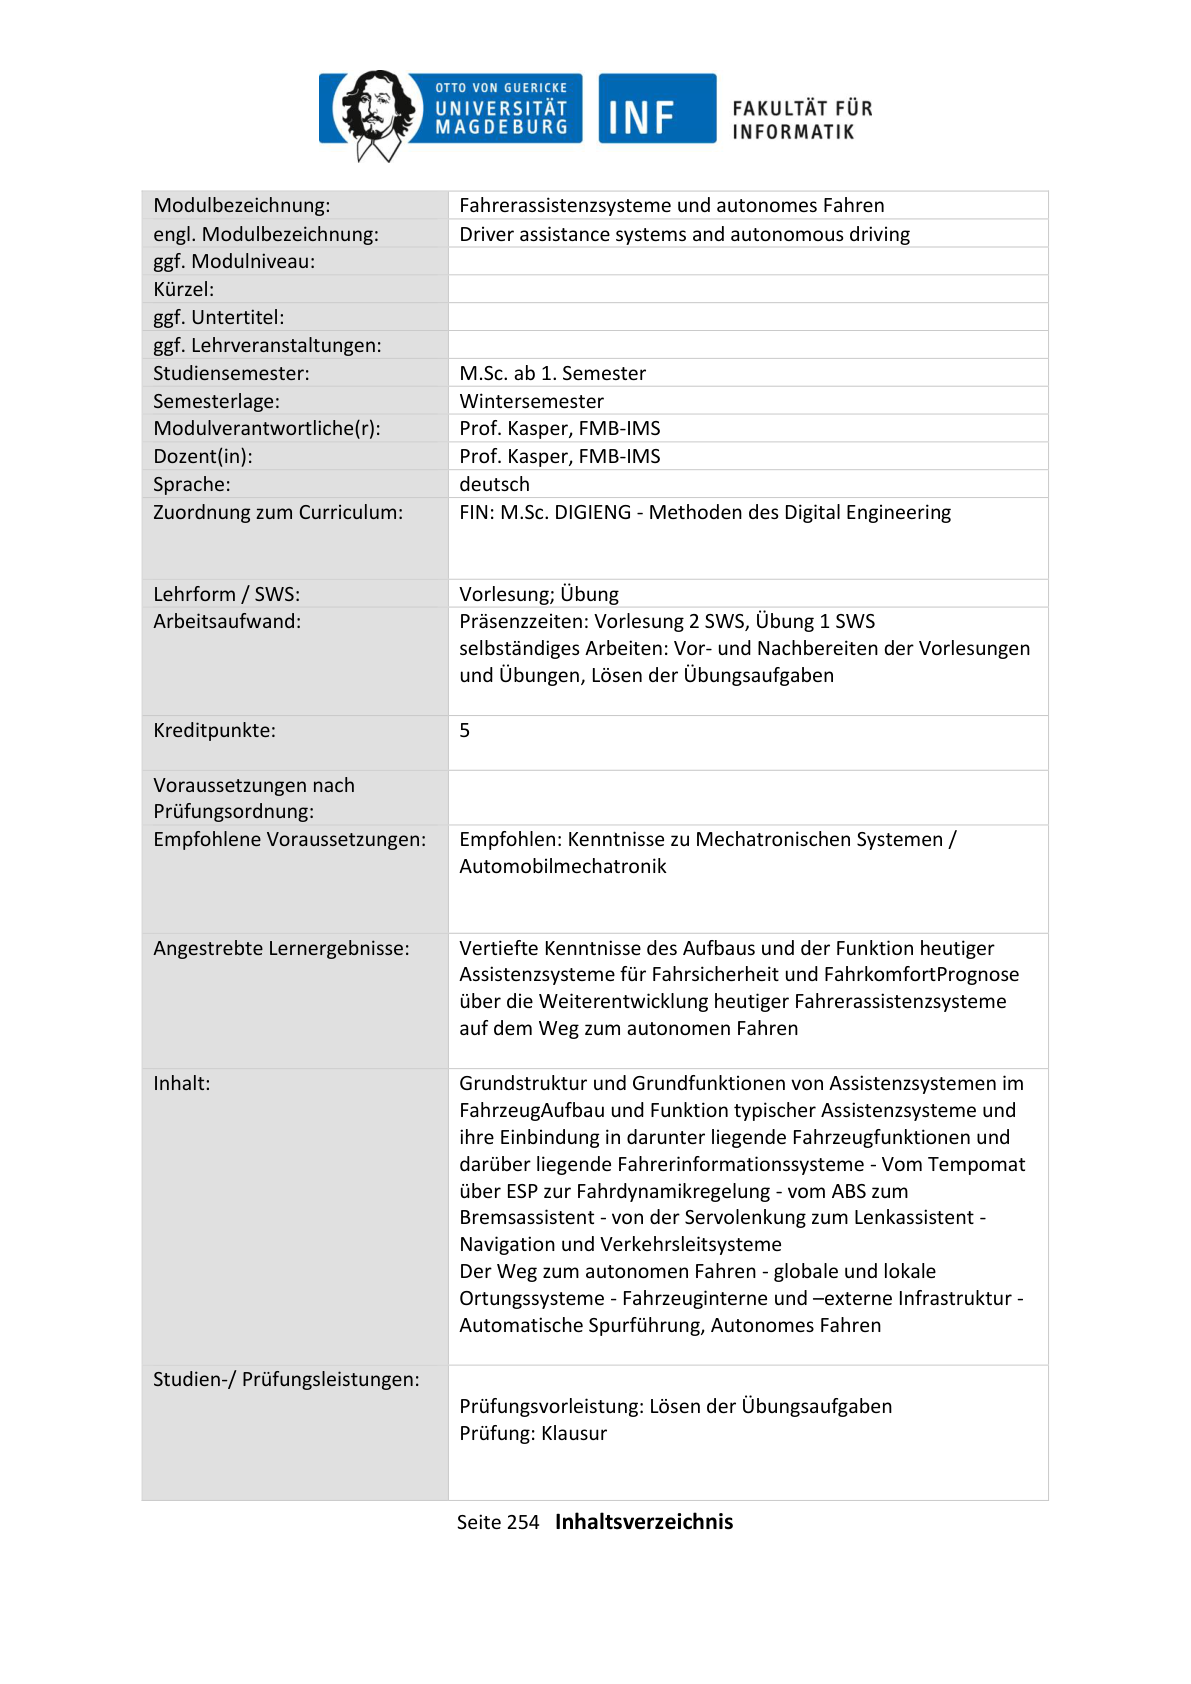 OTTO VON GUERICKE
UNIVERSITÄT
MAGDEBURG
INF
FAKULTÄT FÜR
INFORMATIK
Modulbezeichnung: Fahrerassistenzsysteme und autonomes Fahren
engl. Modulbezeichnung: Driver assistance systems and autonomous driving
ggf. Modulniveau:
Kürzel:
ggf. Untertitel:
ggf. Lehrveranstaltungen:
Studiensemester: M.Sc. ab 1. Semester
Semesterlage: Wintersemester
Modulverantwortliche(r): Prof. Kasper, FMB-IMS
Dozent(in): Prof. Kasper, FMB-IMS
Sprache: deutsch
Zuordnung zum Curriculum: FIN: M.Sc. DIGIENG - Methoden des Digital Engineering
Lehrform / SWS: Vorlesung; Übung
Arbeitsaufwand: Präsenzzeiten: Vorlesung 2 SWS, Übung 1 SWS
selbständiges Arbeiten: Vor- und Nachbereiten der Vorlesungen
und Übungen, Lösen der Übungsaufgaben
Kreditpunkte: 5
Voraussetzungen nach
Prüfungsordnung:
Empfohlene Voraussetzungen: Empfohlen: Kenntnisse zu Mechatronischen Systemen /
Automobilmechatronik
Angestrebte Lernergebnisse: Vertiefte Kenntnisse des Aufbaus und der Funktion heutiger
Assistenzsysteme für Fahrsicherheit und FahrkomfortPrognose
über die Weiterentwicklung heutiger Fahrerassistenzsysteme
auf dem Weg zum autonomen Fahren
Inhalt: Grundstruktur und Grundfunktionen von Assistenzsystemen im
FahrzeugAufbau und Funktion typischer Assistenzsysteme und
ihre Einbindung in darunter liegende Fahrzeugfunktionen und
darüber liegende Fahrerinformationssysteme - Vom Tempomat
über ESP zur Fahrdynamikregelung - vom ABS zum
Bremsassistent - von der Servolenkung zum Lenkassistent -
Navigation und Verkehrsleitsysteme
Der Weg zum autonomen Fahren - globale und lokale
Ortungssysteme - Fahrzeuginterne und –externe Infrastruktur -
Automatische Spurführung, Autonomes Fahren
Studien-/ Prüfungsleistungen:
Prüfungsvorleistung: Lösen der Übungsaufgaben
Prüfung: Klausur
Seite 254 Inhaltsverzeichnis